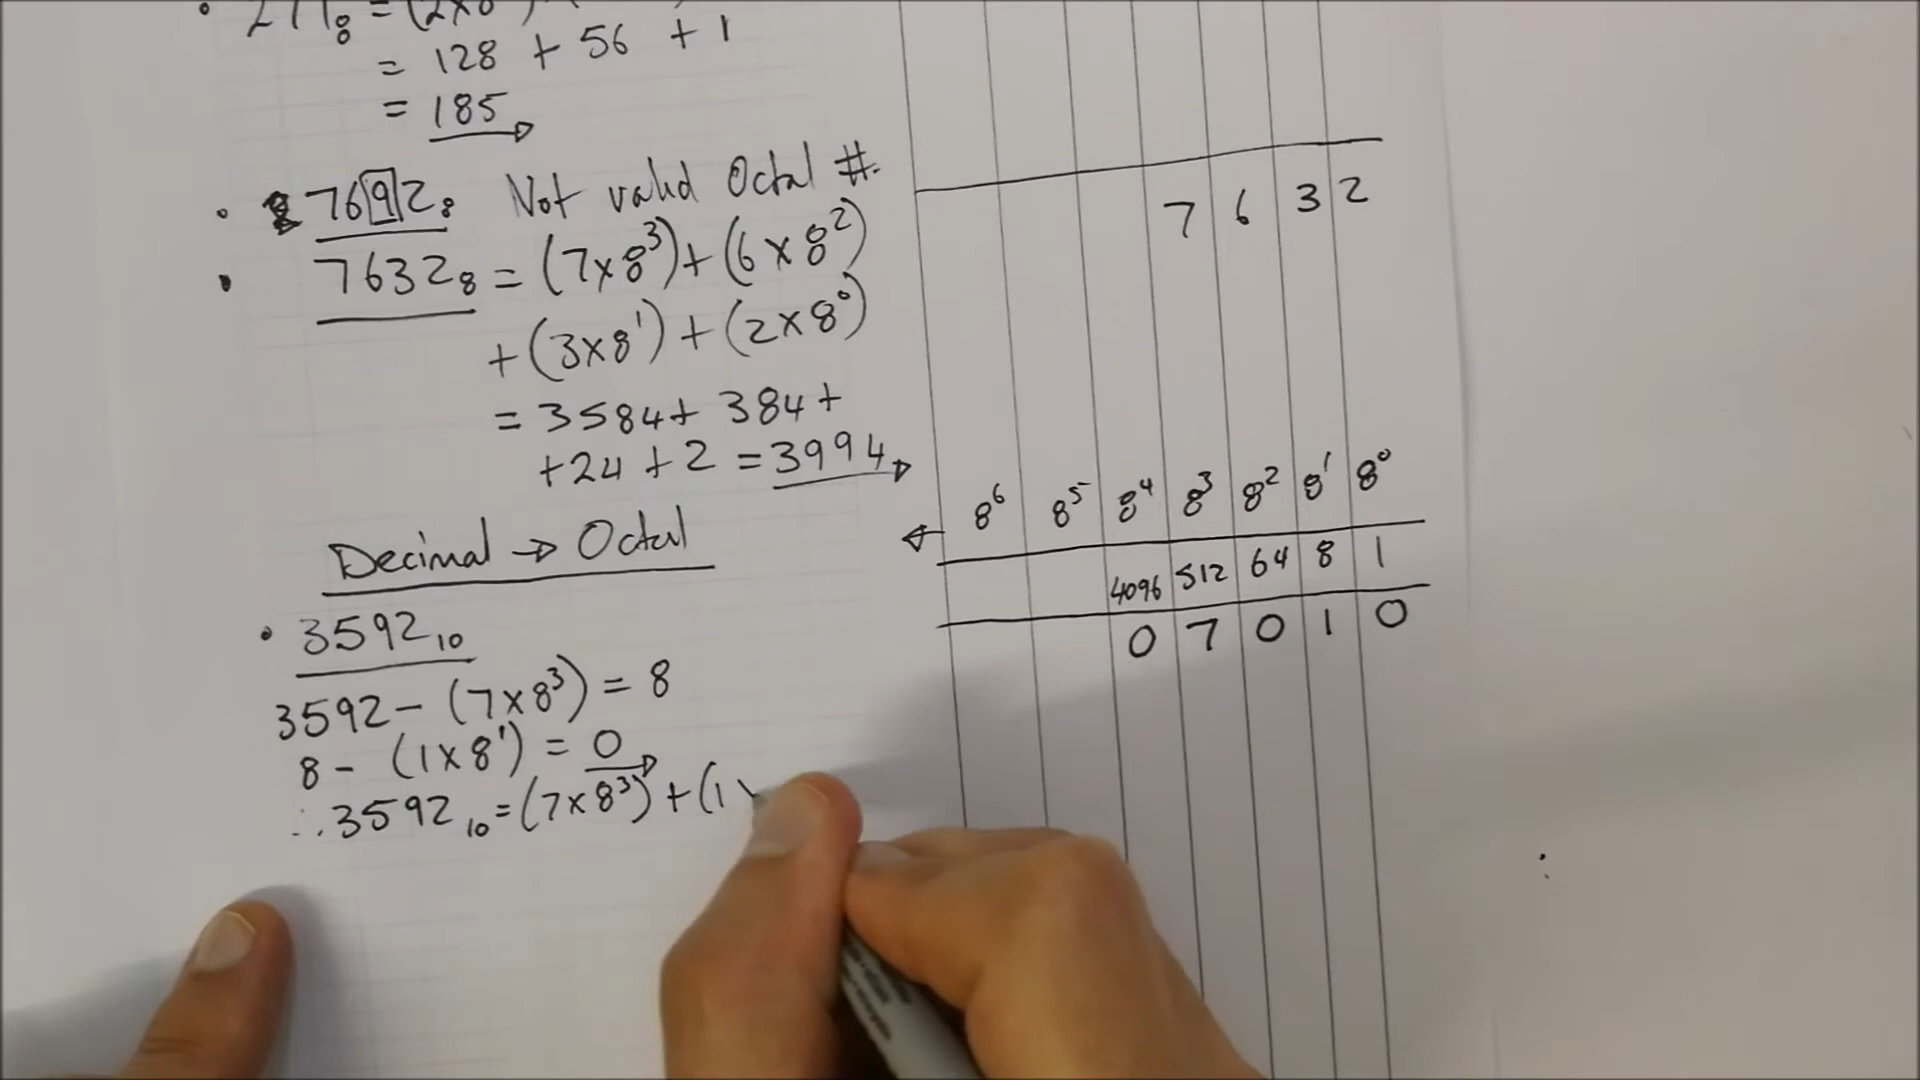 271₈ = (2×8
= 128 + 56 + 1
= 185
• 7692₈ Not valid Octal #.
• 7632₈ = (7×8³) + (6×8²)
+ (3×8¹) + (2×8⁰)
= 3584 + 384 +
+ 24 + 2 = 3994
Decimal → Octal
• 3592₁₀
3592 – (7×8³) = 8
8 – (1×8¹) = 0
∴ 3592₁₀ = (7×8³) + (1
7 6 3 2
8⁶ 8⁵ 8⁴ 8³ 8² 8¹ 8⁰
4096 512 64 8 1
0 7 0 1 0